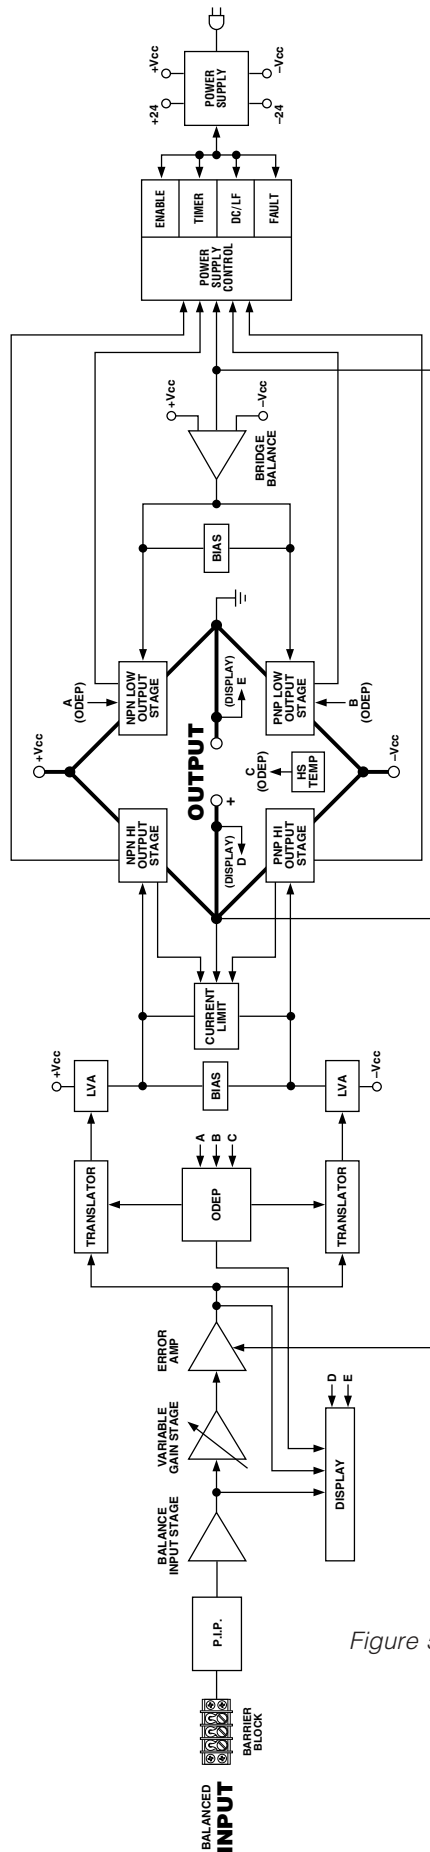 BALANCED
INPUT
BARRIER
BLOCK
P.I.P.
BALANCE
INPUT STAGE
VARIABLE
GAIN STAGE
ERROR
AMP
DISPLAY
D
E
TRANSLATOR
ODEP
A
B
C
TRANSLATOR
+Vcc
LVA
BIAS
LVA
–Vcc
CURRENT
LIMIT
NPN HI
OUTPUT
STAGE
PNP HI
OUTPUT
STAGE
+Vcc
OUTPUT
+
(DISPLAY)
D
(DISPLAY)
E
C
(ODEP)
HS
TEMP
–Vcc
A
(ODEP)
NPN LOW
OUTPUT
STAGE
PNP LOW
OUTPUT
STAGE
B
(ODEP)
BIAS
+Vcc
–Vcc
BRIDGE
BALANCE
POWER
SUPPLY
CONTROL
ENABLE
TIMER
DC/LF
FAULT
+24
+Vcc
POWER
SUPPLY
–24
–Vcc
Figure